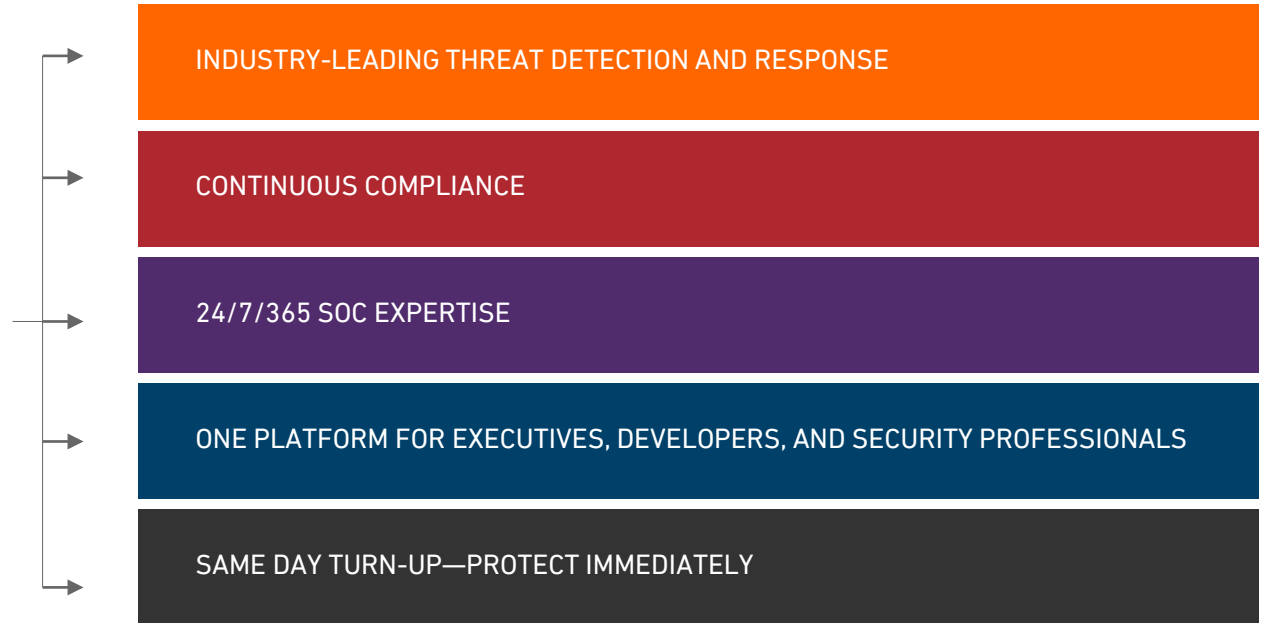 INDUSTRY-LEADING THREAT DETECTION AND RESPONSE
CONTINUOUS COMPLIANCE
24/7/365 SOC EXPERTISE
ONE PLATFORM FOR EXECUTIVES, DEVELOPERS, AND SECURITY PROFESSIONALS
SAME DAY TURN-UP—PROTECT IMMEDIATELY